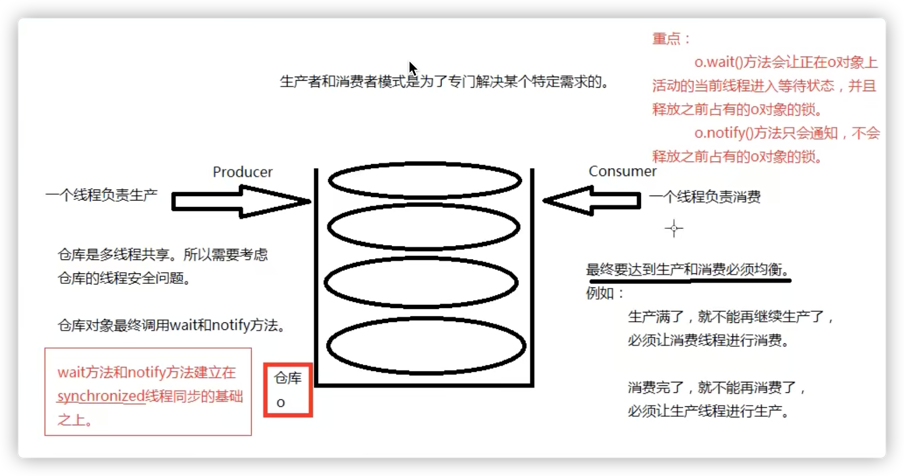 生产者和消费者模式是为了专门解决某个特定需求的。
重点：
o.wait()方法会让正在o对象上
活动的当前线程进入等待状态，并且
释放之前占有的o对象的锁。
o.notify()方法只会通知，不会
释放之前占有的o对象的锁。
Producer
一个线程负责生产
Consumer
一个线程负责消费
仓库是多线程共享。所以需要考虑
仓库的线程安全问题。
仓库对象最终调用wait和notify方法。
wait方法和notify方法建立在
synchronized线程同步的基础
之上。
仓库
o
最终要达到生产和消费必须均衡。
例如：
生产满了，就不能再继续生产了，
必须让消费线程进行消费。
消费完了，就不能再消费了，
必须让生产线程进行生产。